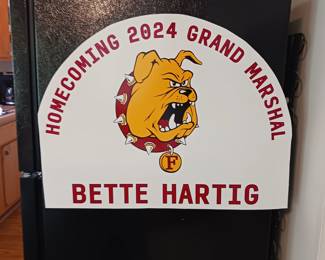 HOMECOMING 2024 GRAND MARSHAL
F
BETTE HARTIG